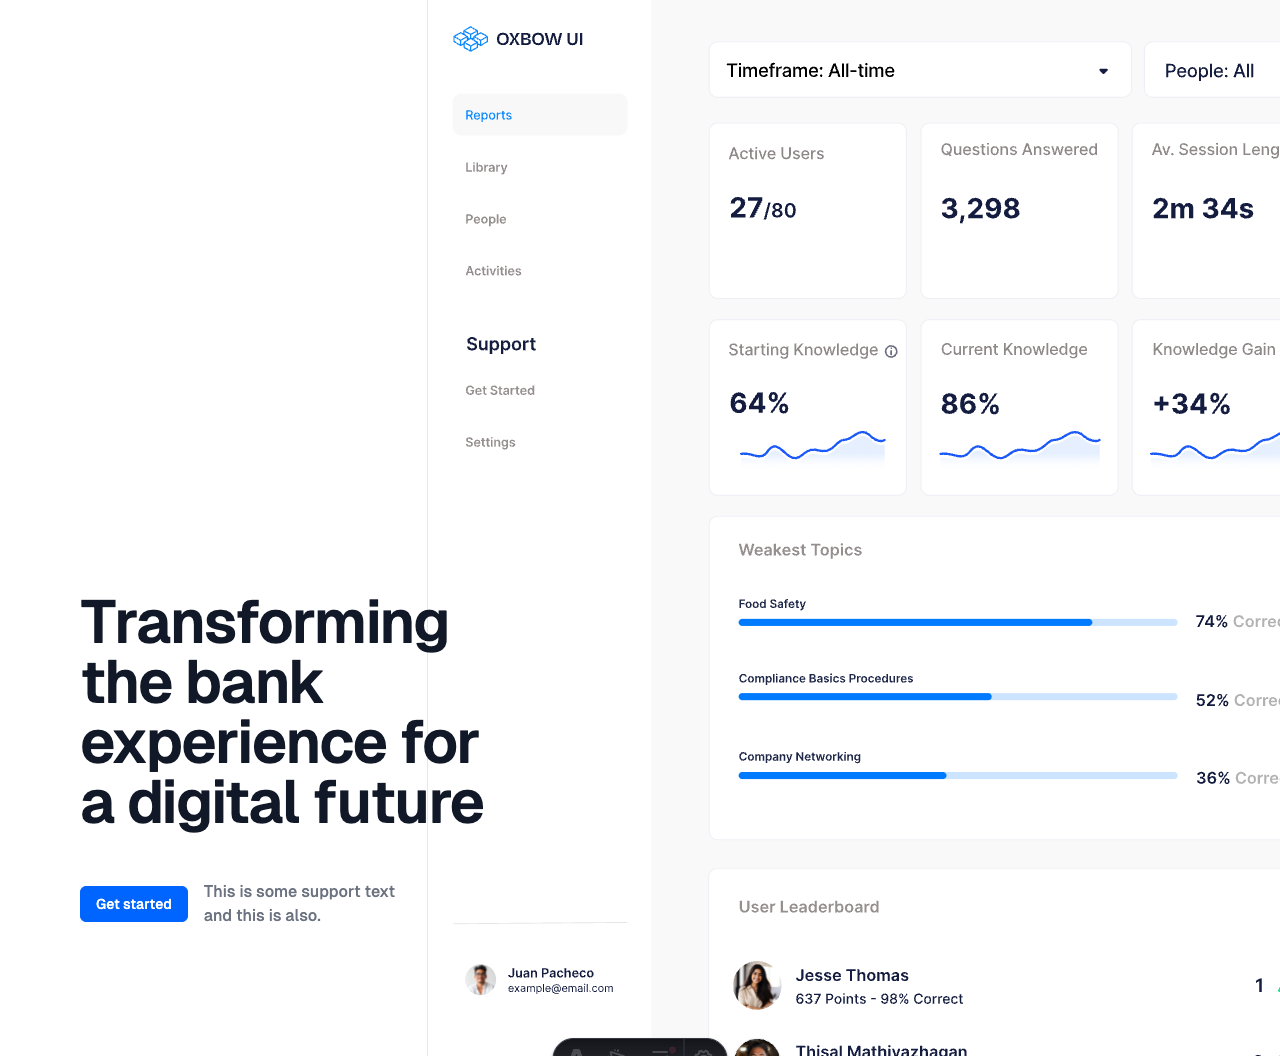 OXBOW UI
Reports
Library
People
Activities
Support
Get Started
Settings
Transforming
the bank
experience for
a digital future
Get started
This is some support text
and this is also.
Juan Pacheco
example@email.com
Timeframe: All-time
People: All
Active Users
27/80
Questions Answered
3,298
Av. Session Leng
2m 34s
Starting Knowledge
64%
Current Knowledge
86%
Knowledge Gain
+34%
Weakest Topics
Food Safety
74% Correc
Compliance Basics Procedures
52% Correc
Company Networking
36% Correc
User Leaderboard
Jesse Thomas
637 Points - 98% Correct
1
Thisal Mathiyazhagan